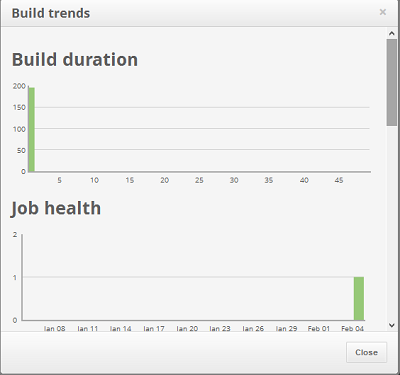 Build trends ×
Build duration
200
150
100
50
0
5 10 15 20 25 30 35 40 45
Job health
2
1
0
Jan 08 Jan 11 Jan 14 Jan 17 Jan 20 Jan 23 Jan 26 Jan 29 Feb 01 Feb 04
Close